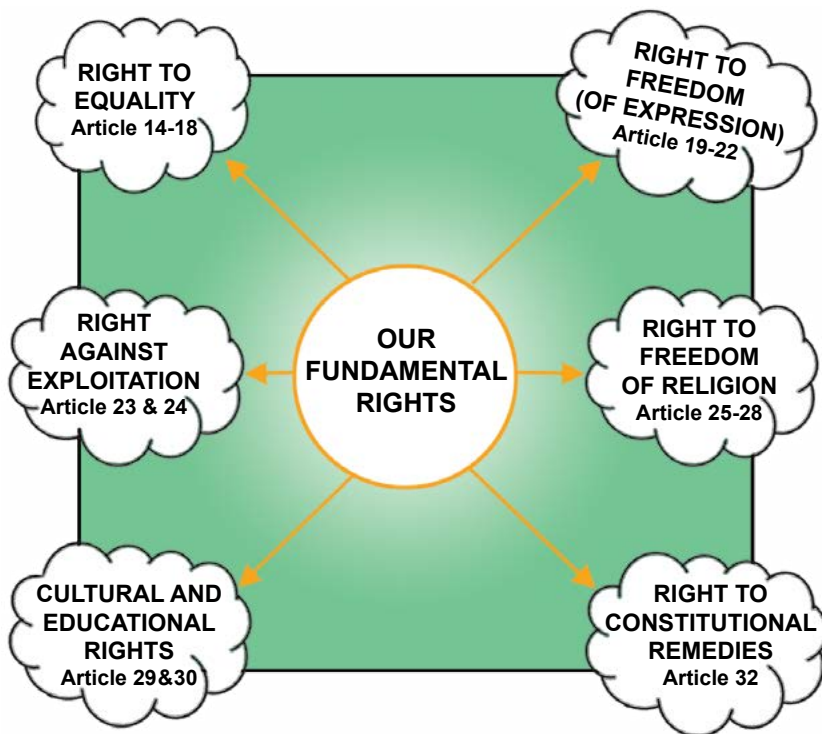 RIGHT TO
EQUALITY
Article 14-18
RIGHT TO
FREEDOM
(OF EXPRESSION)
Article 19-22
RIGHT
AGAINST
EXPLOITATION
Article 23 & 24
OUR
FUNDAMENTAL
RIGHTS
RIGHT TO
FREEDOM
OF RELIGION
Article 25-28
CULTURAL AND
EDUCATIONAL
RIGHTS
Article 29&30
RIGHT TO
CONSTITUTIONAL
REMEDIES
Article 32